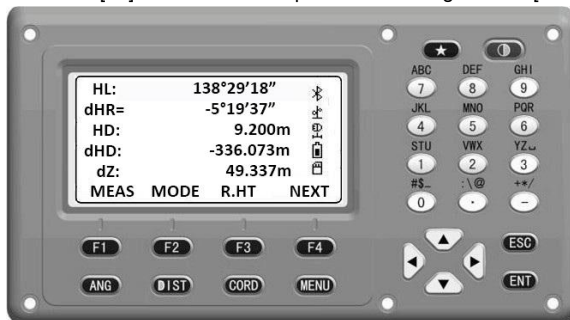 HL: 138°29′18″
dHR= -5°19′37″
HD: 9.200m
dHD: -336.073m
dZ: 49.337m
MEAS MODE R.HT NEXT
F1 F2 F3 F4
ANG DIST CORD MENU
ABC DEF GHI
7 8 9
JKL MNO PQR
4 5 6
STU VWX YZ␣
1 2 3
#$_ :\@ +*/
0 . -
ESC
ENT